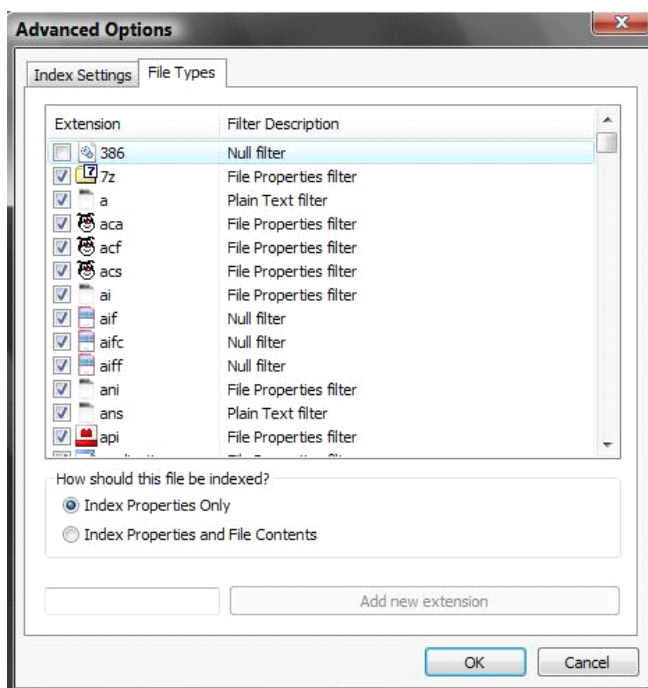 Advanced Options
X
Index Settings File Types
Extension Filter Description
386 Null filter
? 7z File Properties filter
a Plain Text filter
aca File Properties filter
acf File Properties filter
acs File Properties filter
ai File Properties filter
aif Null filter
aifc Null filter
aiff Null filter
ani File Properties filter
ans Plain Text filter
api File Properties filter
How should this file be indexed?
Index Properties Only
Index Properties and File Contents
Add new extension
OK Cancel